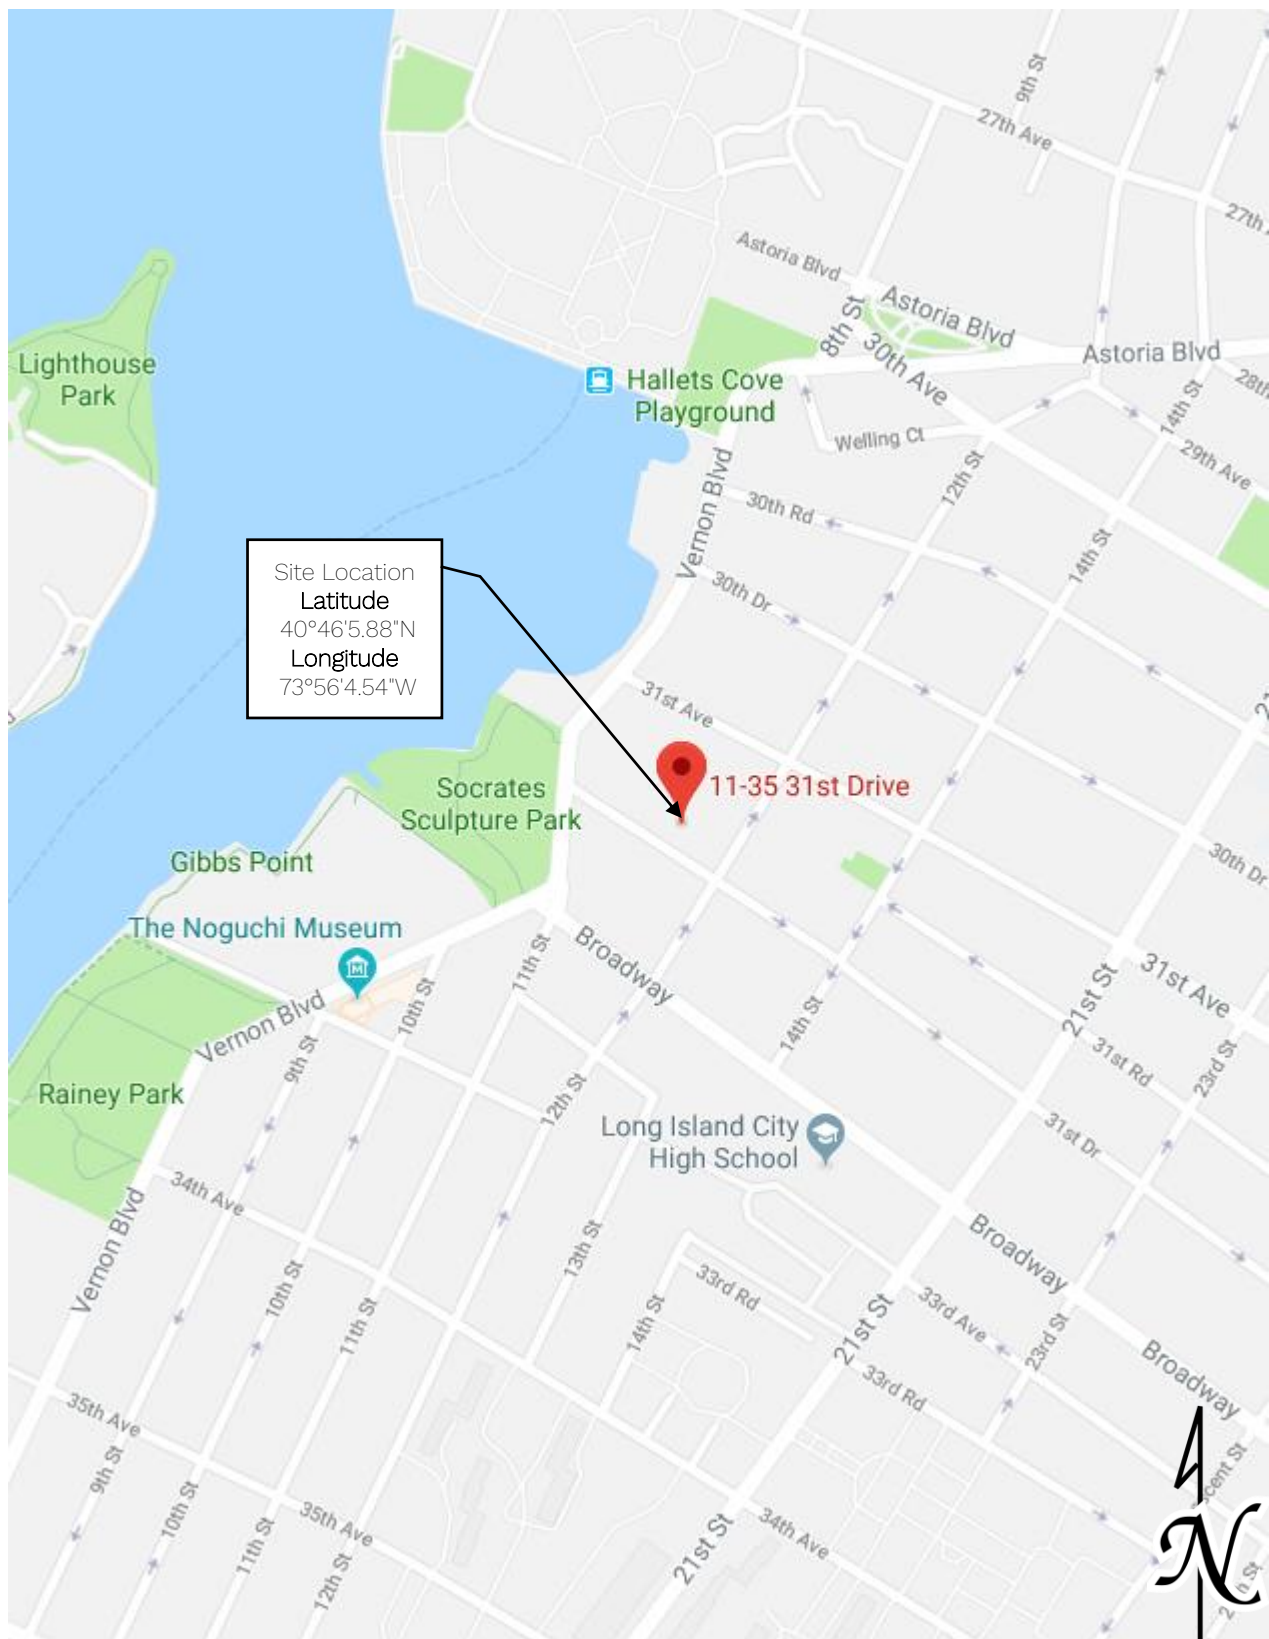 9th St
27th Ave
27th
Astoria Blvd
Astoria Blvd
8th St
30th Ave
Astoria Blvd
Lighthouse
Park
Hallets Cove
Playground
28th
14th St
Welling Ct
29th Ave
12th St
Vernon Blvd
30th Rd
14th St
30th Dr
Site Location
Latitude
40°46'5.88"N
Longitude
73°56'4.54"W
31st Ave
21
11-35 31st Drive
Socrates
Sculpture Park
Gibbs Point
30th Dr
The Noguchi Museum
Broadway
11th St
31st Ave
21st St
10th St
Vernon Blvd
14th St
9th St
31st Rd
23rd St
Rainey Park
12th St
Long Island City
High School
31st Dr
34th Ave
Vernon Blvd
13th St
Broadway
10th St
33rd Rd
33rd Ave
11th St
14th St
21st St
23rd St
Broadway
33rd Rd
35th Ave
9th St
scent St
10th St
35th Ave
34th Ave
21st St
11th St
12th St
N